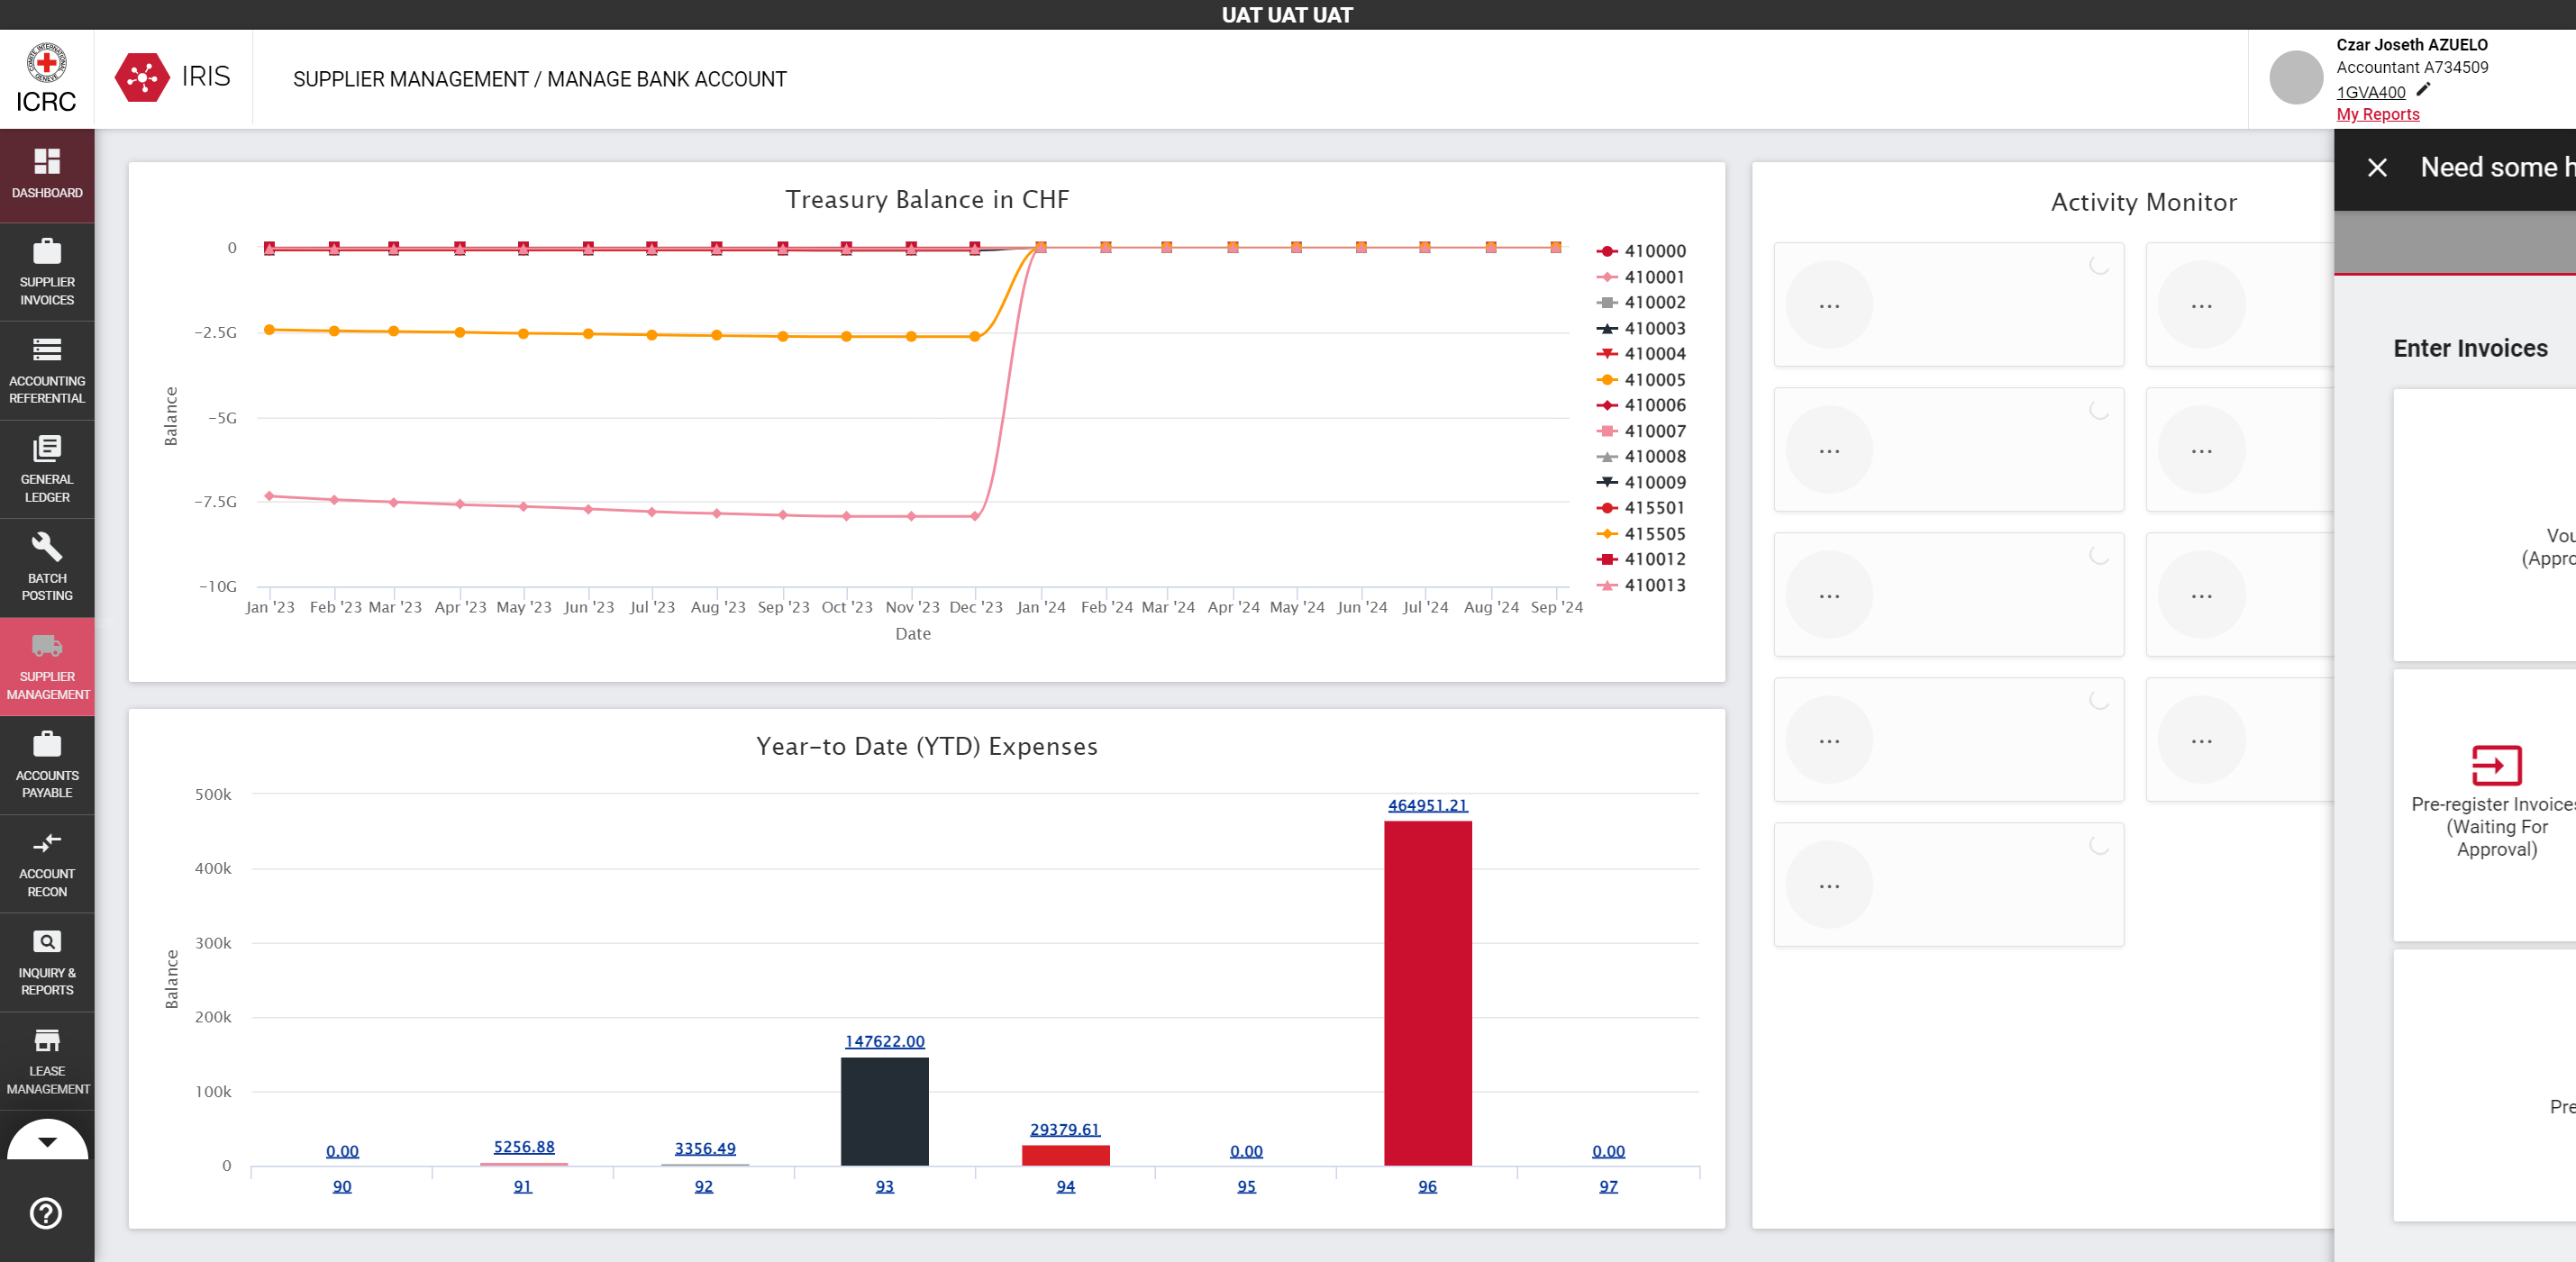 UAT UAT UAT
ICRC
IRIS
SUPPLIER MANAGEMENT / MANAGE BANK ACCOUNT
Czar Joseth AZUELO
Accountant A734509
1GVA400
My Reports
DASHBOARD
SUPPLIER
INVOICES
ACCOUNTING
REFERENTIAL
GENERAL
LEDGER
BATCH
POSTING
SUPPLIER
MANAGEMENT
ACCOUNTS
PAYABLE
ACCOUNT
RECON
INQUIRY &
REPORTS
LEASE
MANAGEMENT
Treasury Balance in CHF
Balance
0
-2.5G
-5G
-7.5G
-10G
Jan '23 Feb '23 Mar '23 Apr '23 May '23 Jun '23 Jul '23 Aug '23 Sep '23 Oct '23 Nov '23 Dec '23 Jan '24 Feb '24 Mar '24 Apr '24 May '24 Jun '24 Jul '24 Aug '24 Sep '24
Date
410000
410001
410002
410003
410004
410005
410006
410007
410008
410009
415501
415505
410012
410013
Year-to Date (YTD) Expenses
Balance
500k
400k
300k
200k
100k
0
0.00 5256.88 3356.49 147622.00 29379.61 0.00 464951.21 0.00
90 91 92 93 94 95 96 97
Activity Monitor
... ...
... ...
... ...
... ...
...
Need some h
Enter Invoices
Vou
(Appro
Pre-register Invoices
(Waiting For
Approval)
Pre